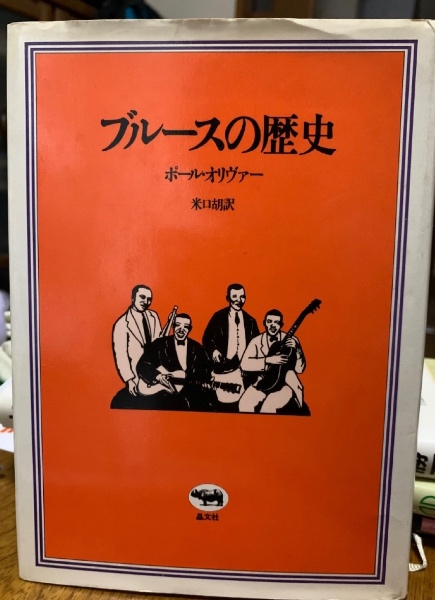 ブルースの歴史
ポール・オリヴァー
米口胡訳
晶文社